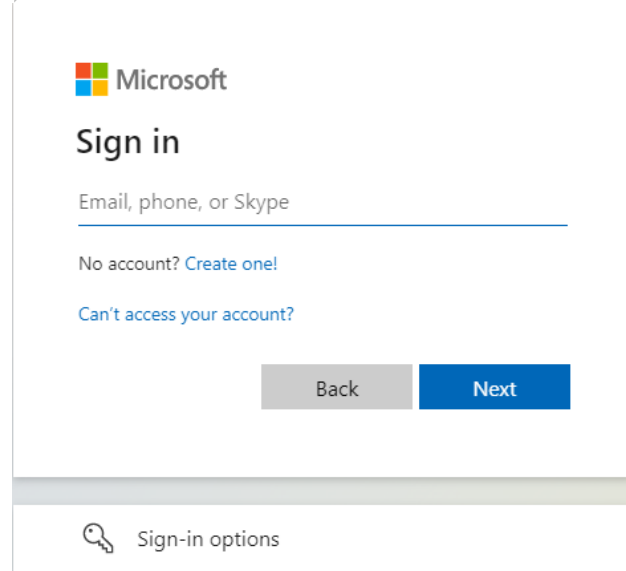 Microsoft
Sign in
Email, phone, or Skype
No account? Create one!
Can't access your account?
Back Next
Sign-in options